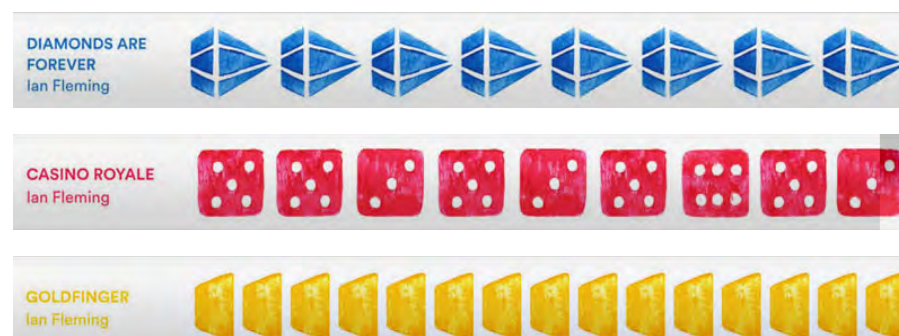 DIAMONDS ARE
FOREVER
Ian Fleming
CASINO ROYALE
Ian Fleming
GOLDFINGER
Ian Fleming